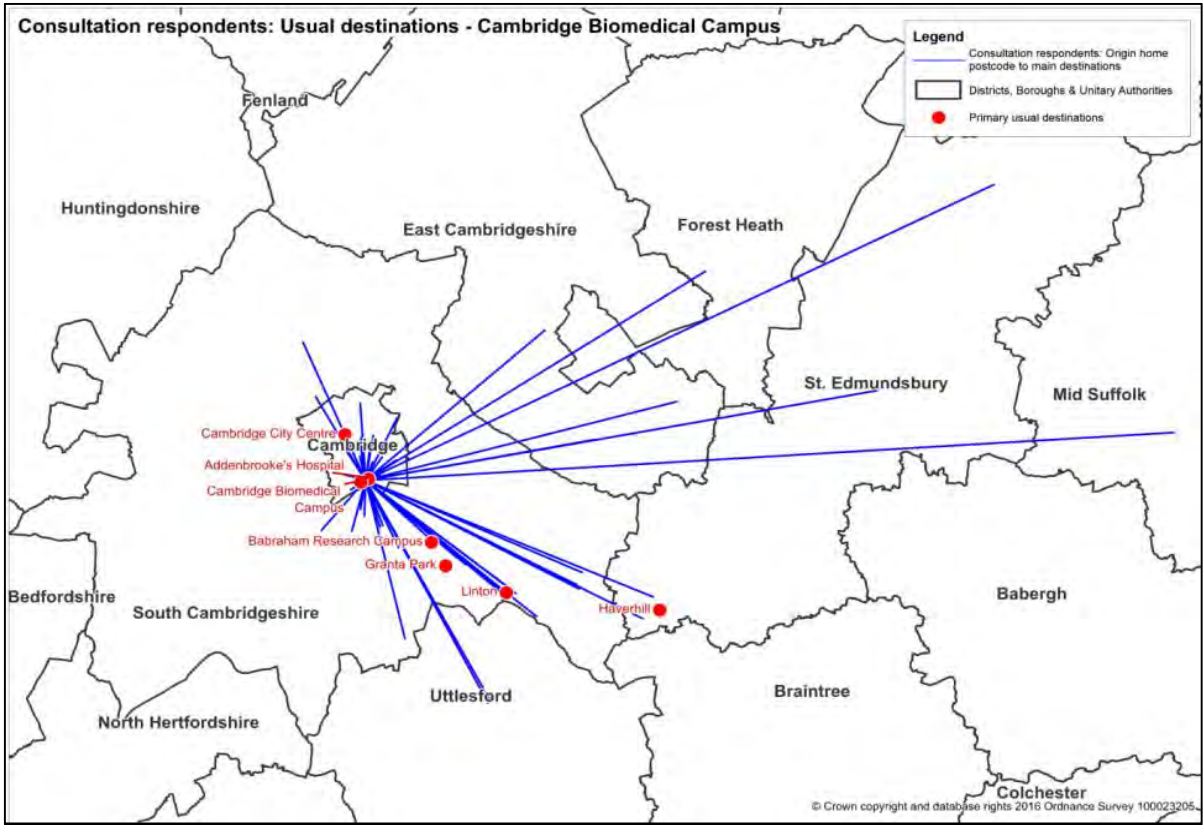 Consultation respondents: Usual destinations - Cambridge Biomedical Campus
Legend
Consultation respondents: Origin home
postcode to main destinations
Districts, Boroughs & Unitary Authorities
Primary usual destinations
Fenland
Huntingdonshire
East Cambridgeshire
Forest Heath
St. Edmundsbury
Mid Suffolk
Cambridge City Centre
Cambridge
Addenbrooke's Hospital
Cambridge Biomedical
Campus
Babraham Research Campus
Granta Park
Linton
Haverhill
Bedfordshire
South Cambridgeshire
Babergh
Uttlesford
Braintree
North Hertfordshire
Colchester
© Crown copyright and database rights 2016 Ordnance Survey 100023205